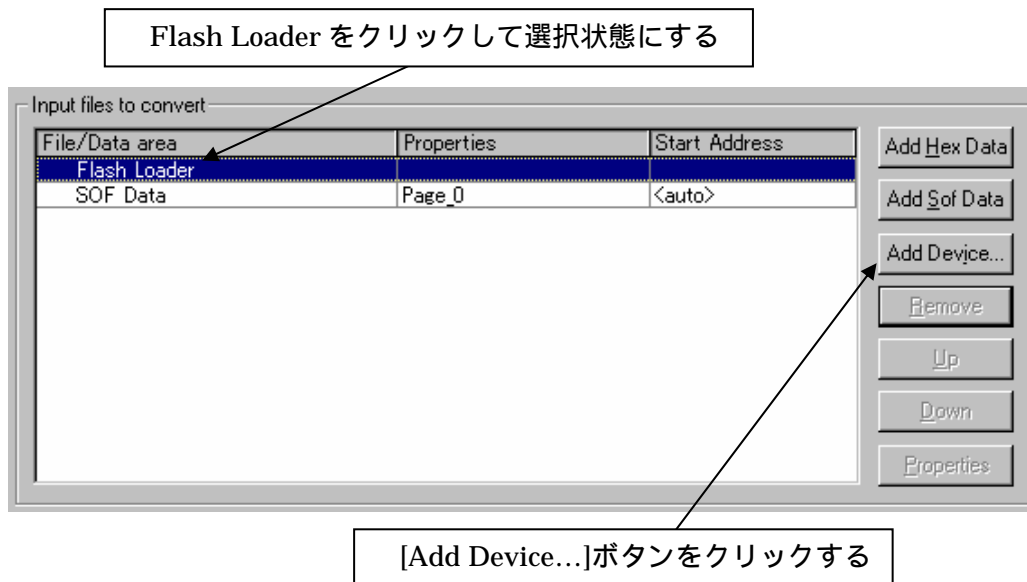 Flash Loader をクリックして選択状態にする
Input files to convert
File/Data area Properties Start Address
Flash Loader
SOF Data Page_0 <auto>
Add Hex Data
Add Sof Data
Add Device...
Remove
Up
Down
Properties
[Add Device…]ボタンをクリックする